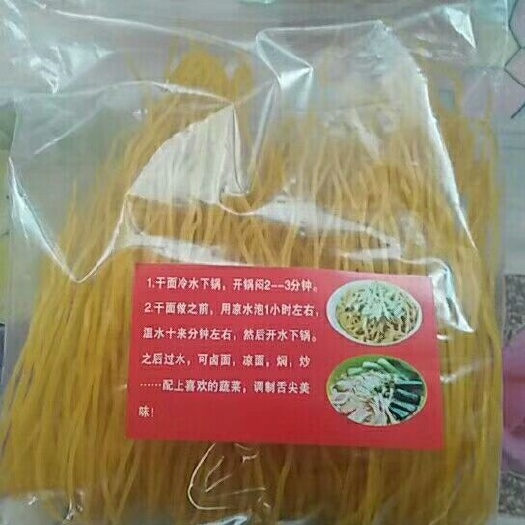 1.干面冷水下锅，开锅闷2--3分钟。
2.干面做之前，用凉水泡1小时左右，
温水十来分钟左右，然后开水下锅。
之后过水，可卤面，凉面，焖，炒
……配上喜欢的蔬菜，调制舌尖美
味！